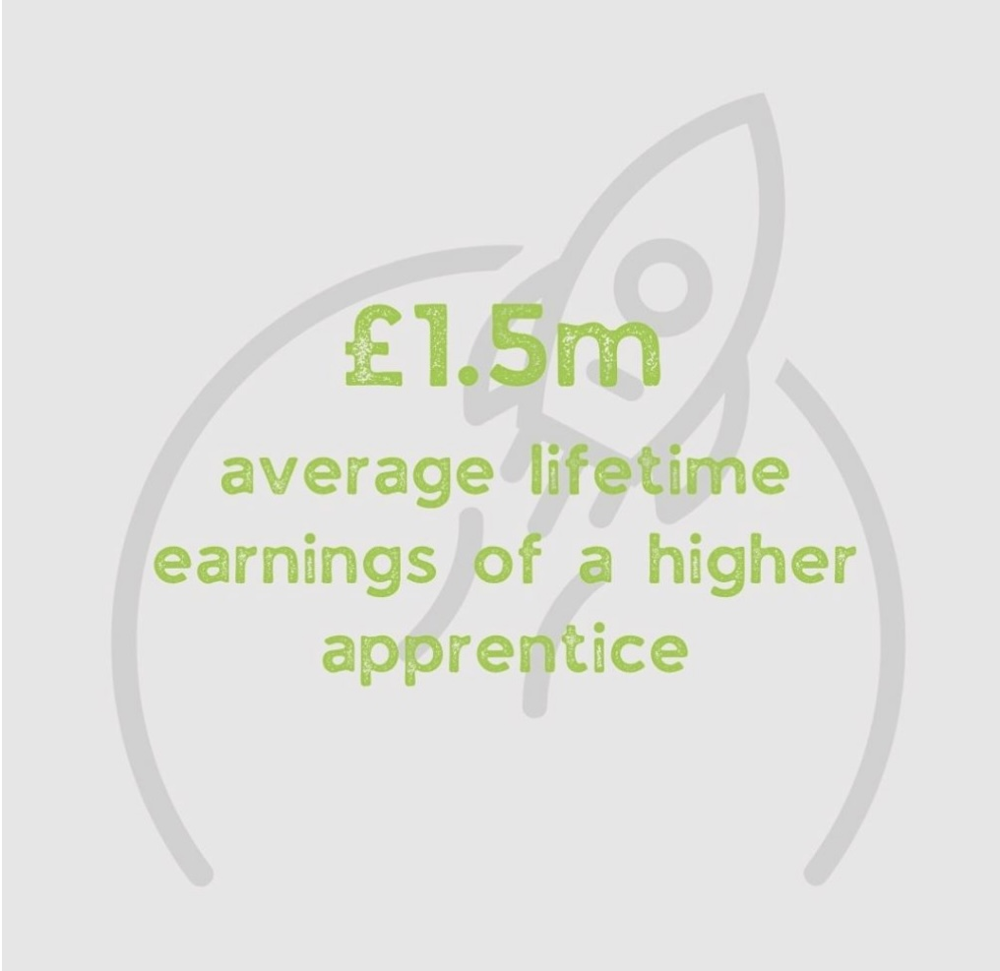 £1.5m
average lifetime
earnings of a higher
apprentice